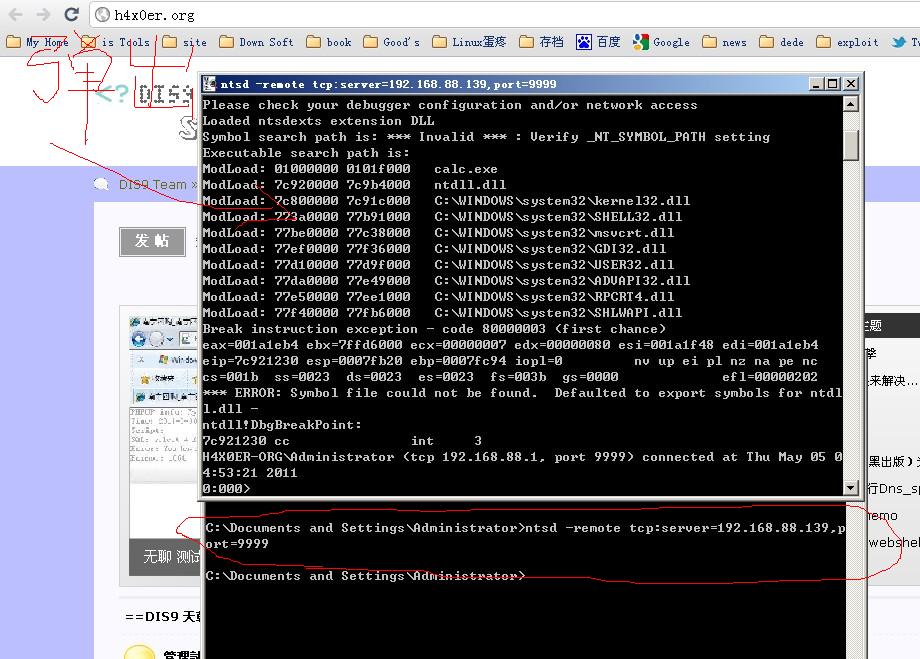 h4x0er.org
My Home is Tools site Down Soft book Good's Linux蛋疼 存档 百度 Google news dede exploit
弹出
<? DIS9
DIS9 Team »
发 帖
ntsd -remote tcp:server=192.168.88.139,port=9999
Please check your debugger configuration and/or network access
Loaded ntsdexts extension DLL
Symbol search path is: *** Invalid *** : Verify _NT_SYMBOL_PATH setting
Executable search path is:
ModLoad: 01000000 0101f000   calc.exe
ModLoad: 7c920000 7c9b4000   ntdll.dll
ModLoad: 7c800000 7c91c000   C:\WINDOWS\system32\kernel32.dll
ModLoad: 773a0000 77b91000   C:\WINDOWS\system32\SHELL32.dll
ModLoad: 77be0000 77c38000   C:\WINDOWS\system32\msvcrt.dll
ModLoad: 77ef0000 77f36000   C:\WINDOWS\system32\GDI32.dll
ModLoad: 77d10000 77d9f000   C:\WINDOWS\system32\USER32.dll
ModLoad: 77da0000 77e49000   C:\WINDOWS\system32\ADVAPI32.dll
ModLoad: 77e50000 77ee1000   C:\WINDOWS\system32\RPCRT4.dll
ModLoad: 77f40000 77fb6000   C:\WINDOWS\system32\SHLWAPI.dll
Break instruction exception - code 80000003 (first chance)
eax=001a1eb4 ebx=7ffd6000 ecx=00000007 edx=00000080 esi=001a1f48 edi=001a1eb4
eip=7c921230 esp=0007fb20 ebp=0007fc94 iopl=0         nv up ei pl nz na pe nc
cs=001b  ss=0023  ds=0023  es=0023  fs=003b  gs=0000             efl=00000202
*** ERROR: Symbol file could not be found.  Defaulted to export symbols for ntdl
l.dll -
ntdll!DbgBreakPoint:
7c921230 cc              int     3
H4X0ER-ORG\Administrator (tcp 192.168.88.1, port 9999) connected at Thu May 05 0
4:53:21 2011
0:000>
C:\Documents and Settings\Administrator>ntsd -remote tcp:server=192.168.88.139,p
ort=9999
C:\Documents and Settings\Administrator>
主题
来解决...
黑出版）
行Dns_sp
nemo
webshel
无聊 测试
==DIS9 天
管理